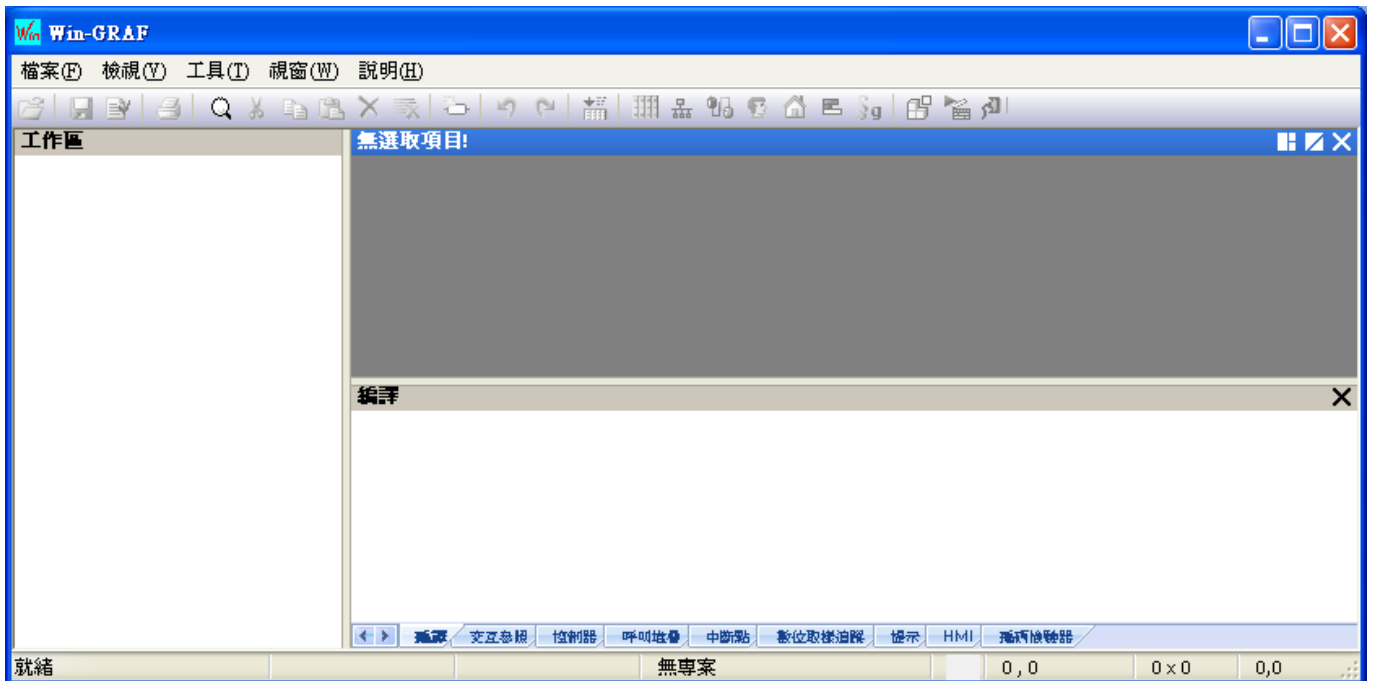 Win-GRAF
檔案(F) 檢視(V) 工具(T) 視窗(W) 說明(H)
工作區
無選取項目!
編譯
編譯 交互參照 控制器 呼叫堆疊 中斷點 數位取樣追蹤 提示 HMI
就緒 無專案 0 , 0 0 x 0 0,0